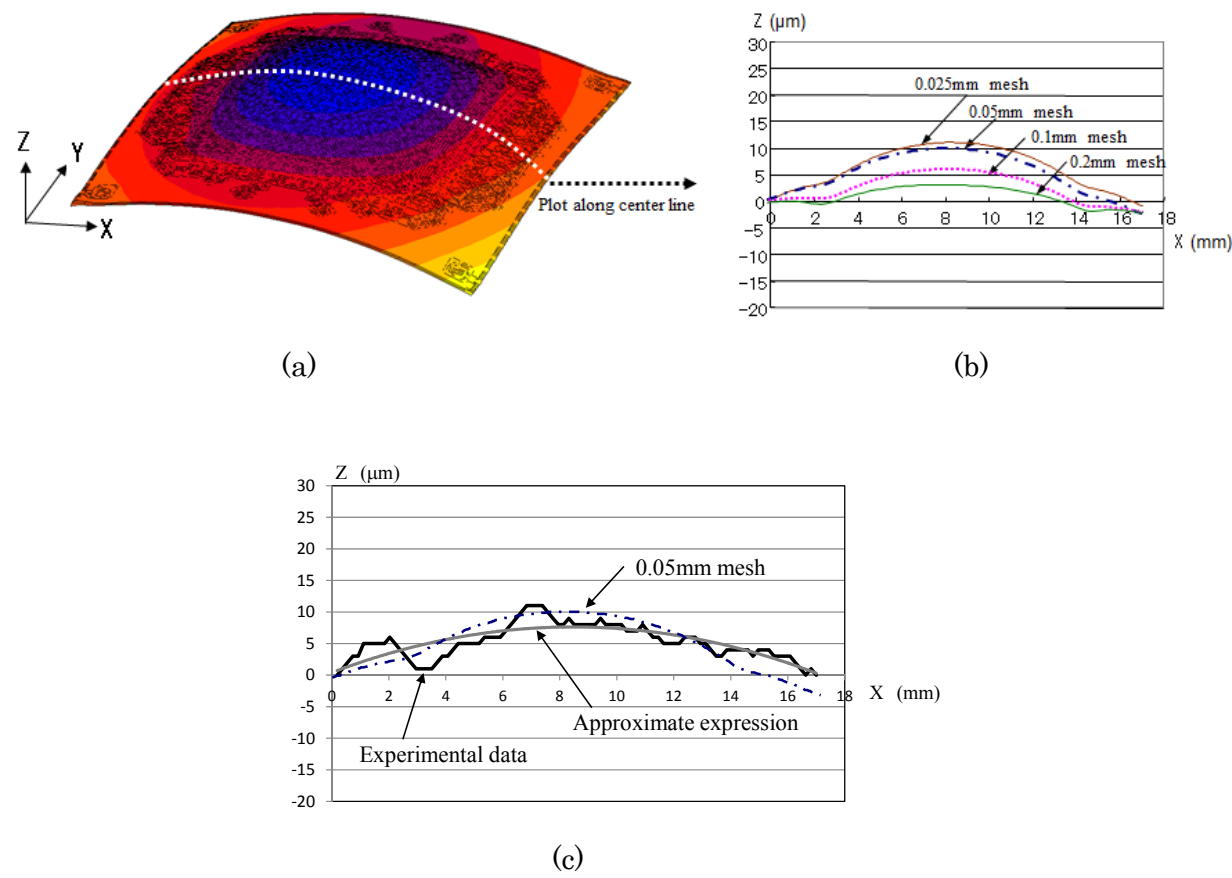 Z
Y
X
Plot along center line
(a)
Z (μm)
30
25
20
15
10
5
0
-5
-10
-15
-20
0.025mm mesh
0.05mm mesh
0.1mm mesh
0.2mm mesh
0 2 4 6 8 10 12 14 16 18
X (mm)
(b)
Z (μm)
30
25
20
15
10
5
0
-5
-10
-15
-20
0.05mm mesh
0 2 4 6 8 10 12 14 16 18
X (mm)
Approximate expression
Experimental data
(c)